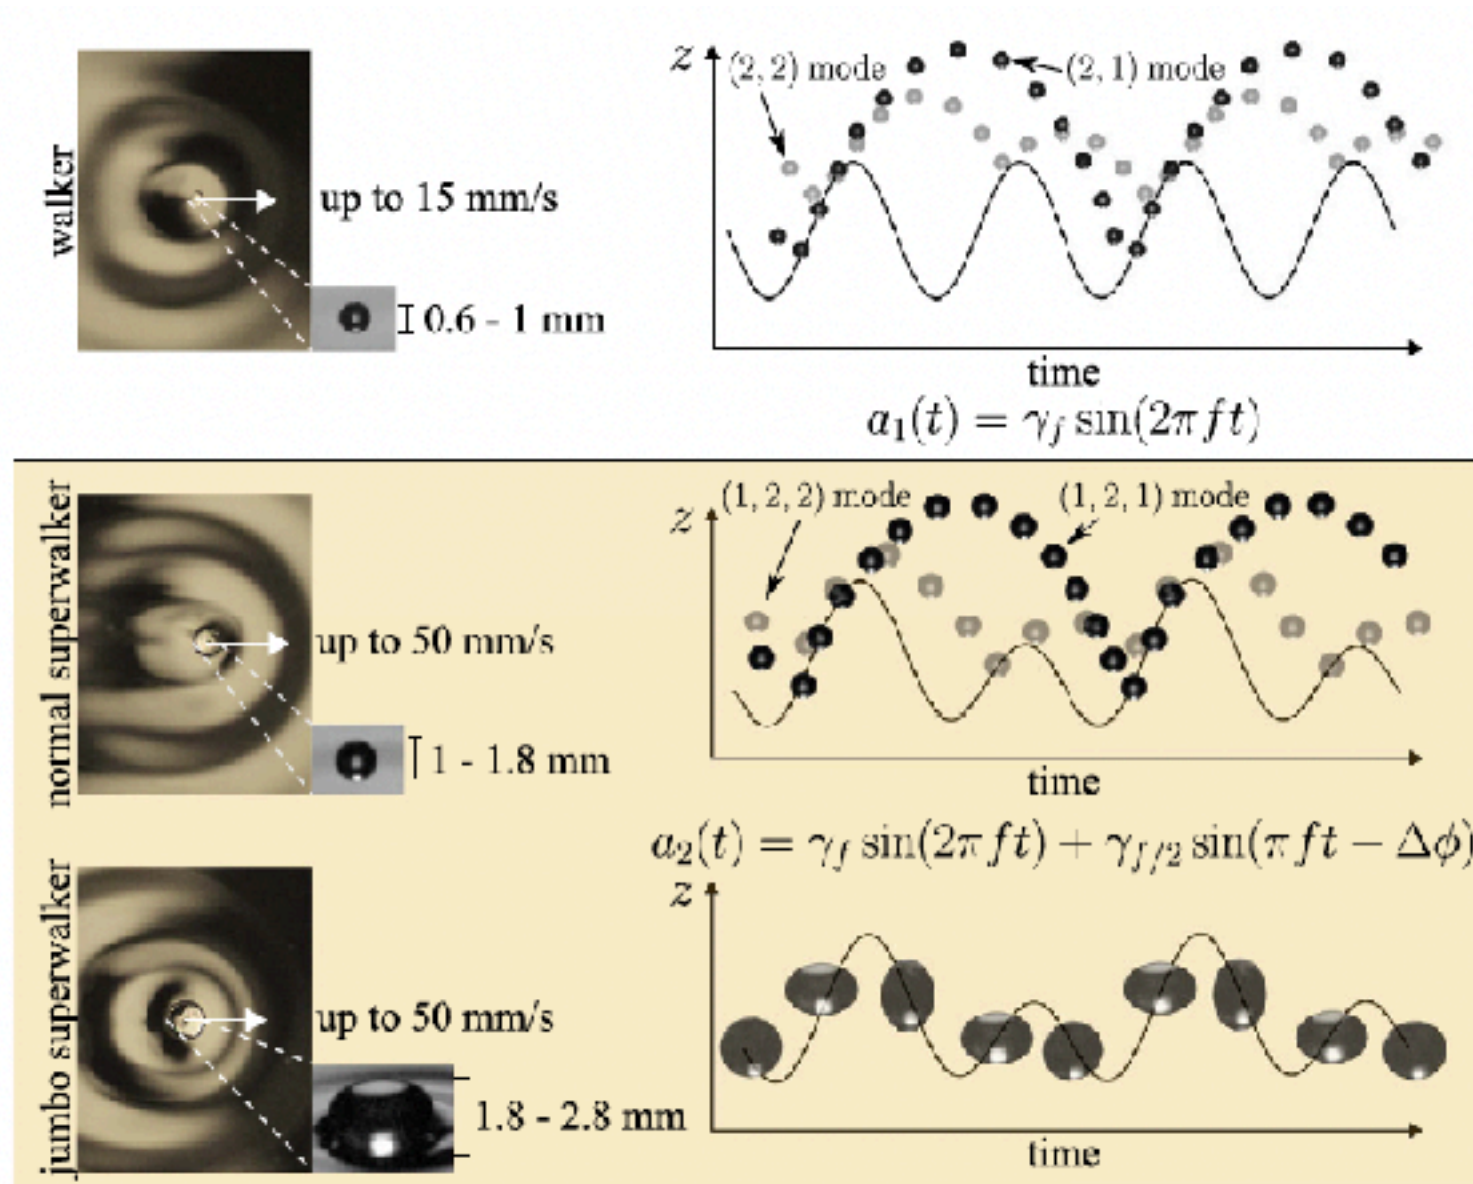 walker
up to 15 mm/s
0.6 - 1 mm
z
(2, 2) mode
(2, 1) mode
time
a₁(t) = γ_f sin(2πft)
normal superwalker
up to 50 mm/s
1 - 1.8 mm
z
(1, 2, 2) mode
(1, 2, 1) mode
time
a₂(t) = γ_f sin(2πft) + γ_{f/2} sin(πft − Δϕ)
jumbo superwalker
up to 50 mm/s
1.8 - 2.8 mm
z
time